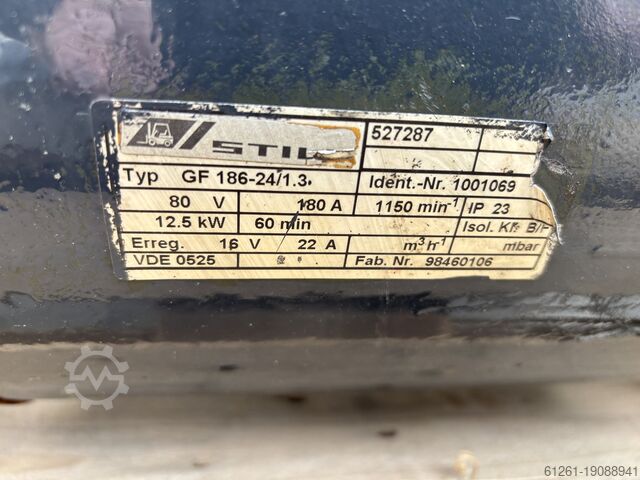 STIL
527287
Typ GF 186-24/1.3
Ident.-Nr. 1001069
80 V 180 A 1150 min⁻¹ IP 23
12.5 kW 60 min Isol. Kl. B/F
Erreg. 16 V 22 A m³h⁻¹ mbar
VDE 0525 Fab. Nr. 98460106
61261-19088941